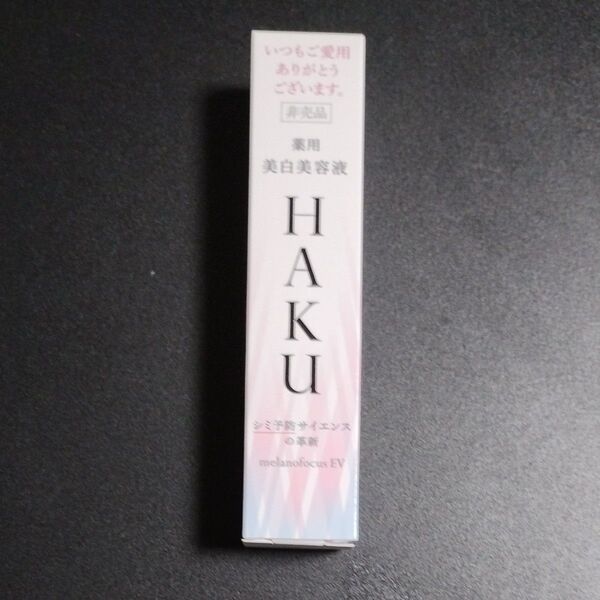 いつもご愛用
ありがとう
ございます。
非売品
薬用
美白美容液
HAKU
シミ予防サイエンス
の革新
melanofocus EV